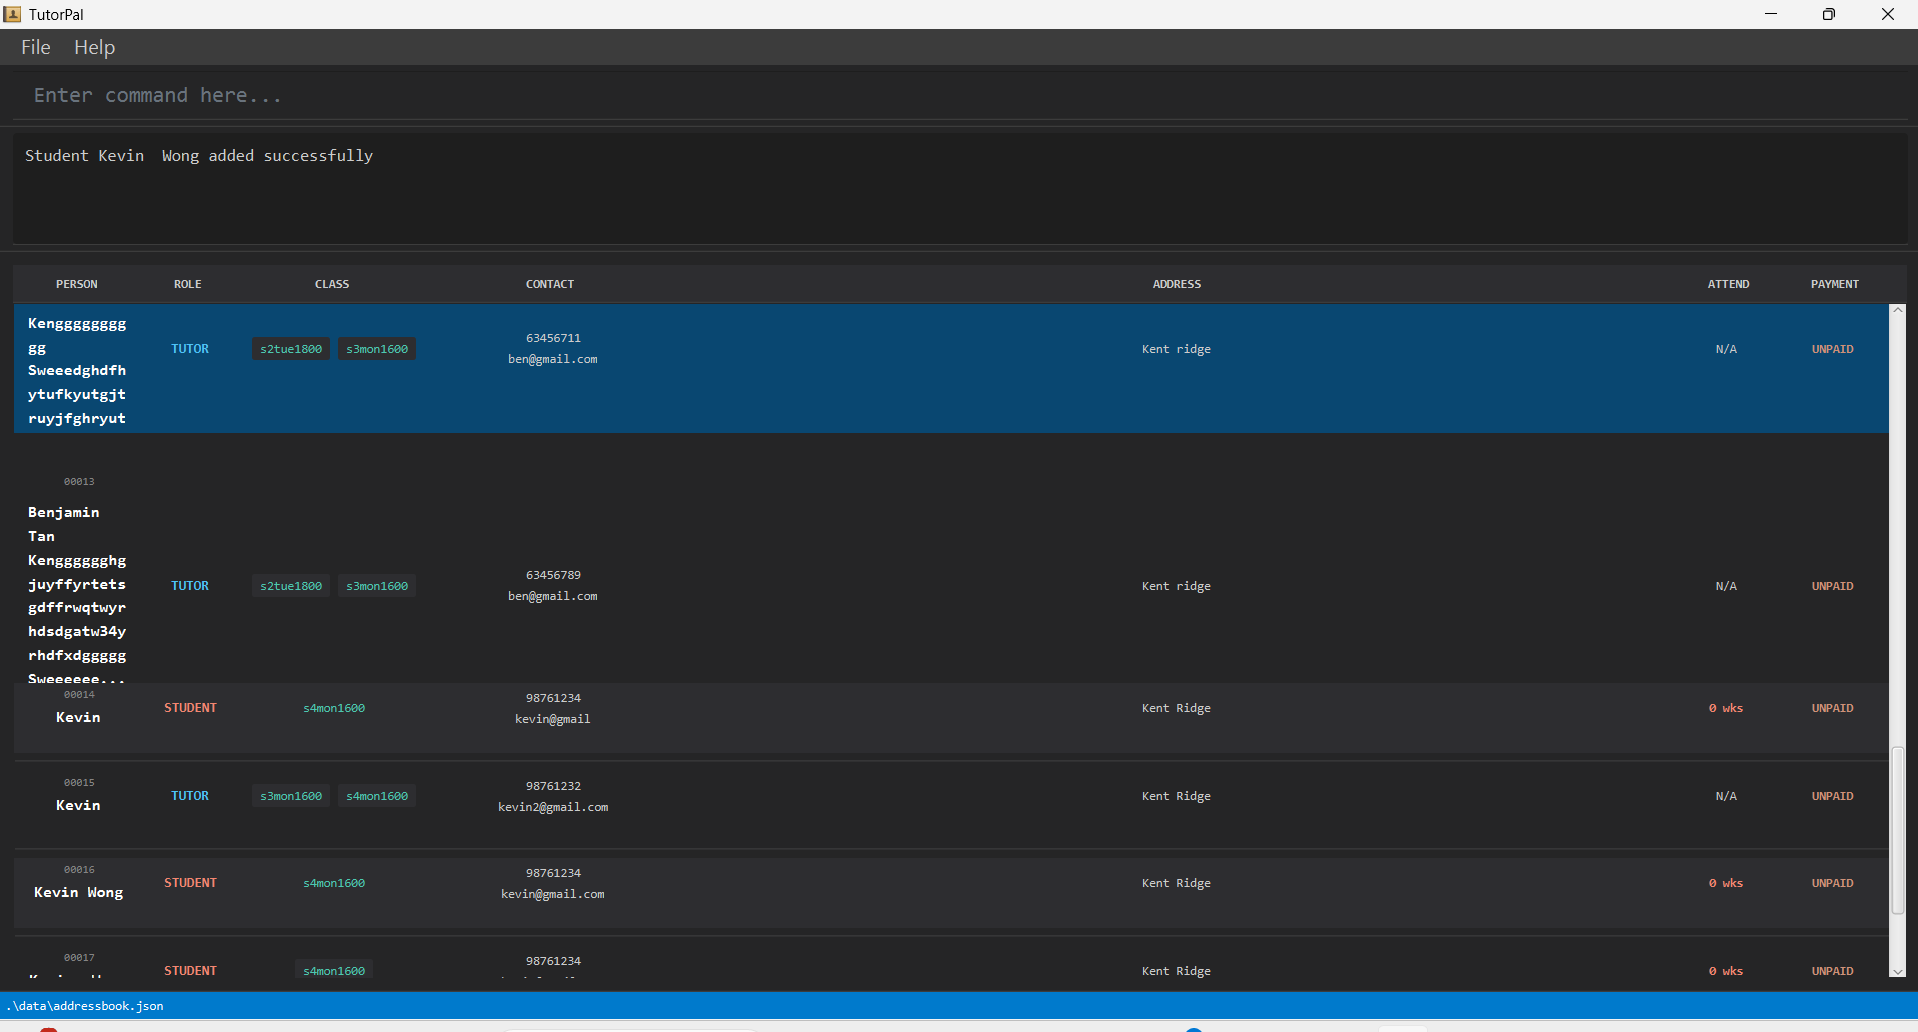 TutorPal
File Help
Enter command here...
Student Kevin  Wong added successfully
PERSON ROLE CLASS CONTACT ADDRESS ATTEND PAYMENT
Kenggggggggg
gg
Sweeedghdfh
ytufkyutgjt
ruyjfghryut
TUTOR s2tue1800 s3mon1600
63456711
ben@gmail.com
Kent ridge N/A UNPAID
00013
Benjamin
Tan
Kengggggghg
juyffyrtets
gdffrwqtwyr
hdsdgatw34y
rhdfxdggggg
Sweeeeee...
TUTOR s2tue1800 s3mon1600
63456789
ben@gmail.com
Kent ridge N/A UNPAID
00014
Kevin
STUDENT s4mon1600
98761234
kevin@gmail
Kent Ridge 0 wks UNPAID
00015
Kevin
TUTOR s3mon1600 s4mon1600
98761232
kevin2@gmail.com
Kent Ridge N/A UNPAID
00016
Kevin Wong
STUDENT s4mon1600
98761234
kevin@gmail.com
Kent Ridge 0 wks UNPAID
00017
STUDENT s4mon1600
98761234
Kent Ridge 0 wks UNPAID
.\data\addressbook.json